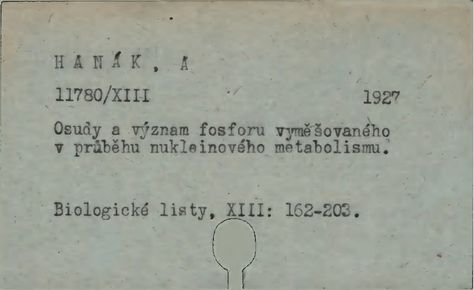 HANÁK, A
11780/XIII 1927
Osudy a význam fosforu vyměšovaného
v průběhu nukleinového metabolismu.
Biologické listy, XIII: 162-203.